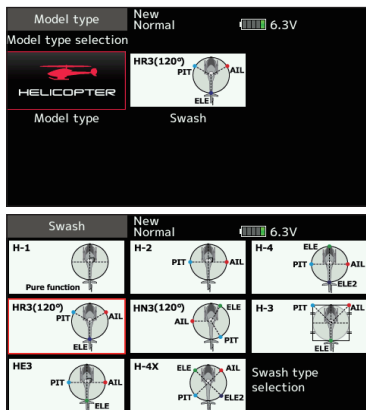 Model type
New
Normal
6.3V
Model type selection
HELICOPTER
HR3(120º)
PIT
AIL
ELE
Model type
Swash
Swash
New
Normal
6.3V
H-1
Pure function
H-2
PIT
AIL
H-4
ELE
PIT
AIL
ELE2
HR3(120º)
PIT
AIL
ELE
HN3(120º)
ELE
AIL
PIT
H-3
PIT
AIL
ELE
HE3
PIT
AIL
ELE
H-4X
ELE
AIL
PIT
ELE2
Swash type
selection